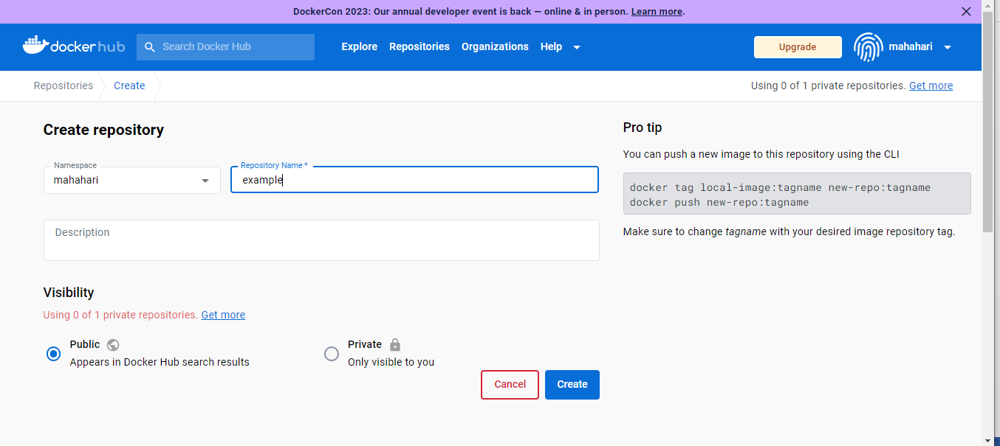 DockerCon 2023: Our annual developer event is back — online & in person. Learn more.
docker hub
Search Docker Hub
Explore Repositories Organizations Help
Upgrade
mahahari
Repositories Create
Using 0 of 1 private repositories. Get more
Create repository
Namespace
mahahari
Repository Name *
example
Description
Visibility
Using 0 of 1 private repositories. Get more
Public
Appears in Docker Hub search results
Private
Only visible to you
Cancel Create
Pro tip
You can push a new image to this repository using the CLI
docker tag local-image:tagname new-repo:tagname
docker push new-repo:tagname
Make sure to change tagname with your desired image repository tag.